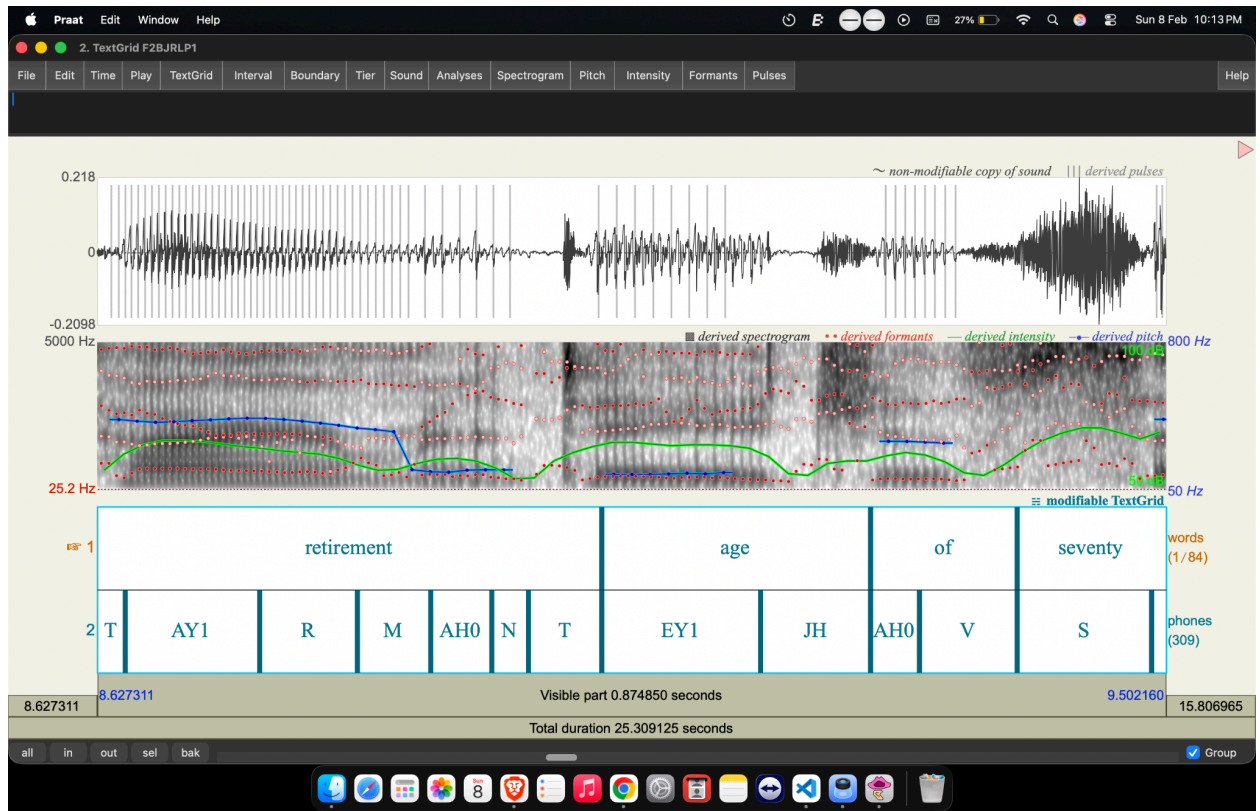 Praat Edit Window Help 27% Sun 8 Feb 10:13 PM
2. TextGrid F2BJRLP1
File Edit Time Play TextGrid Interval Boundary Tier Sound Analyses Spectrogram Pitch Intensity Formants Pulses Help
~ non-modifiable copy of sound ||| derived pulses
0.218
0
-0.2098
derived spectrogram derived formants derived intensity derived pitch
5000 Hz 800 Hz
100 dB
25.2 Hz 50 dB 50 Hz
modifiable TextGrid
1 retirement age of seventy words
(1/84)
2 T AY1 R M AH0 N T EY1 JH AH0 V S phones
(309)
8.627311 Visible part 0.874850 seconds 9.502160
8.627311 15.806965
Total duration 25.309125 seconds
all in out sel bak Group
Sun
8